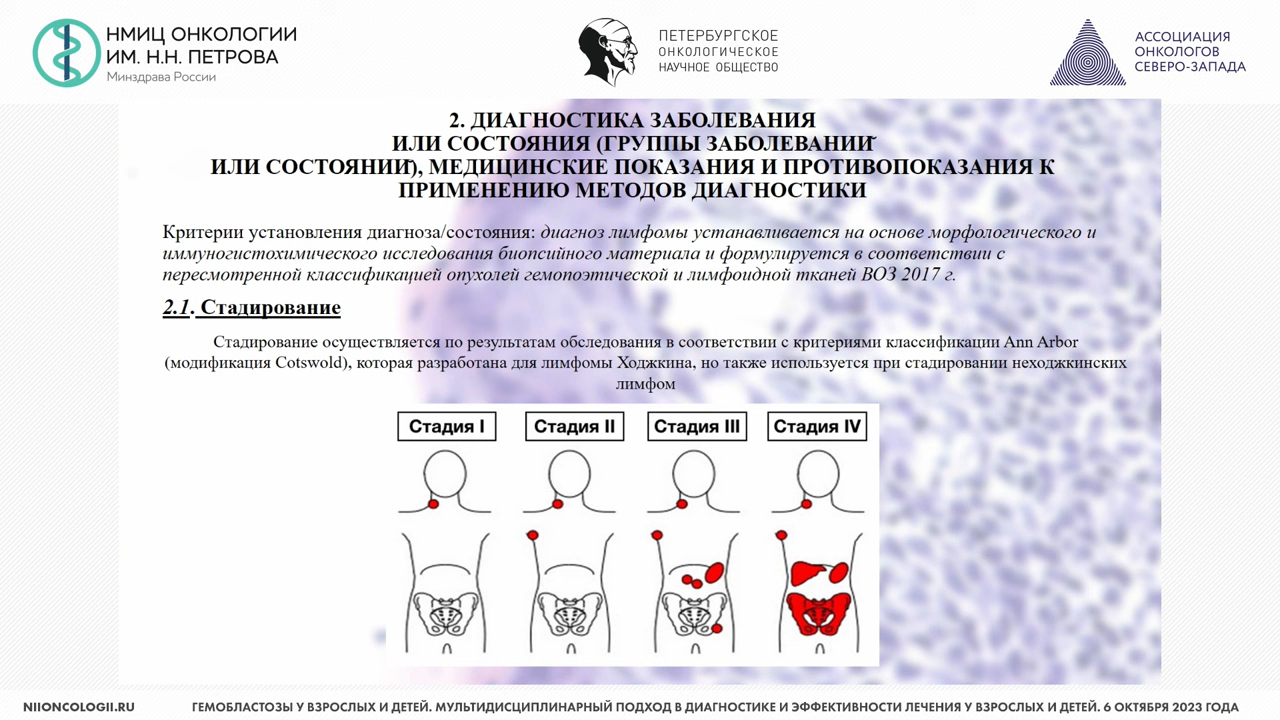 НМИЦ ОНКОЛОГИИ
ИМ. Н.Н. ПЕТРОВА
Минздрава России
ПЕТЕРБУРГСКОЕ
ОНКОЛОГИЧЕСКОЕ
НАУЧНОЕ ОБЩЕСТВО
АССОЦИАЦИЯ
ОНКОЛОГОВ
СЕВЕРО-ЗАПАДА
2. ДИАГНОСТИКА ЗАБОЛЕВАНИЯ
ИЛИ СОСТОЯНИЯ (ГРУППЫ ЗАБОЛЕВАНИЙ
ИЛИ СОСТОЯНИЙ), МЕДИЦИНСКИЕ ПОКАЗАНИЯ И ПРОТИВОПОКАЗАНИЯ К
ПРИМЕНЕНИЮ МЕТОДОВ ДИАГНОСТИКИ
Критерии установления диагноза/состояния: диагноз лимфомы устанавливается на основе морфологического и
иммуногистохимического исследования биопсийного материала и формулируется в соответствии с
пересмотренной классификацией опухолей гемопоэтической и лимфоидной тканей ВОЗ 2017 г.
2.1. Стадирование
Стадирование осуществляется по результатам обследования в соответствии с критериями классификации Ann Arbor
(модификация Cotswold), которая разработана для лимфомы Ходжкина, но также используется при стадировании неходжкинских
лимфом
Стадия I Стадия II Стадия III Стадия IV
NIIONCOLOGII.RU
ГЕМОБЛАСТОЗЫ У ВЗРОСЛЫХ И ДЕТЕЙ. МУЛЬТИДИСЦИПЛИНАРНЫЙ ПОДХОД В ДИАГНОСТИКЕ И ЭФФЕКТИВНОСТИ ЛЕЧЕНИЯ У ВЗРОСЛЫХ И ДЕТЕЙ. 6 ОКТЯБРЯ 2023 ГОДА